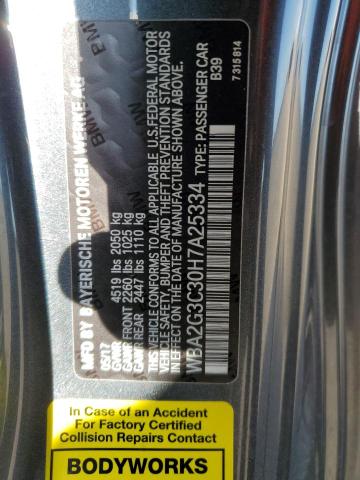 MFD BY BAYERISCHE MOTOREN WERKE AG
05/17
GVWR 4519 lbs 2050 kg
GAWR FRONT 2260 lbs 1025 kg
GAWR REAR 2447 lbs 1110 kg
THIS VEHICLE CONFORMS TO ALL APPLICABLE U.S. FEDERAL MOTOR
VEHICLE SAFETY, BUMPER AND THEFT PREVENTION STANDARDS
IN EFFECT ON THE DATE OF MANUFACTURE SHOWN ABOVE.
WBA2G3C30H7A25334 TYPE: PASSENGER CAR
B39
7315814
In Case of an Accident
For Factory Certified
Collision Repairs Contact
BODYWORKS